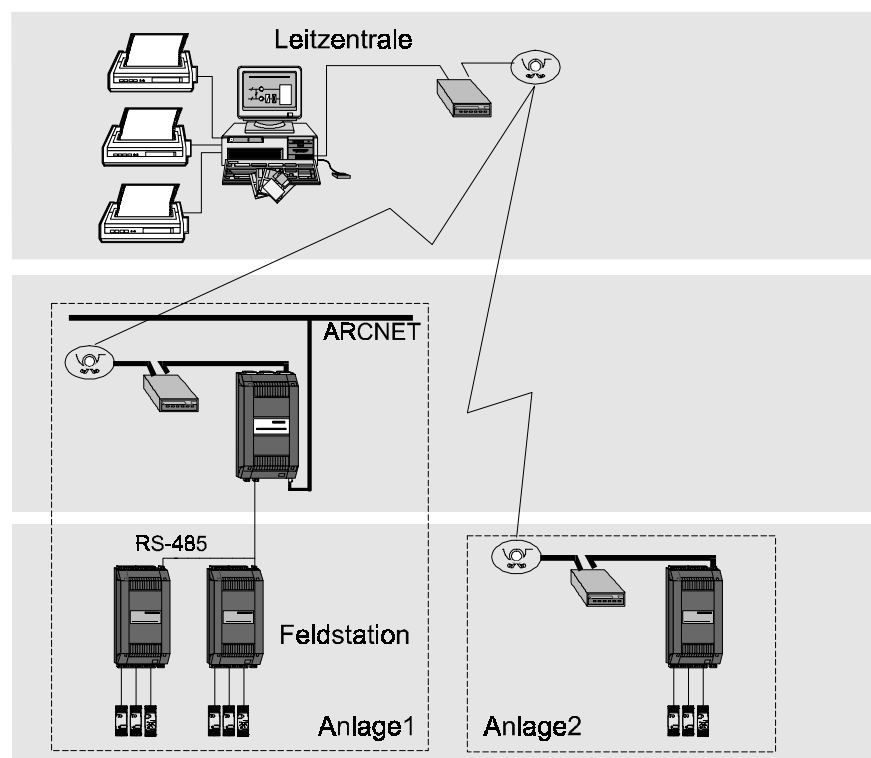 Leitzentrale
ARCNET
RS-485
Feldstation
Anlage1
Anlage2